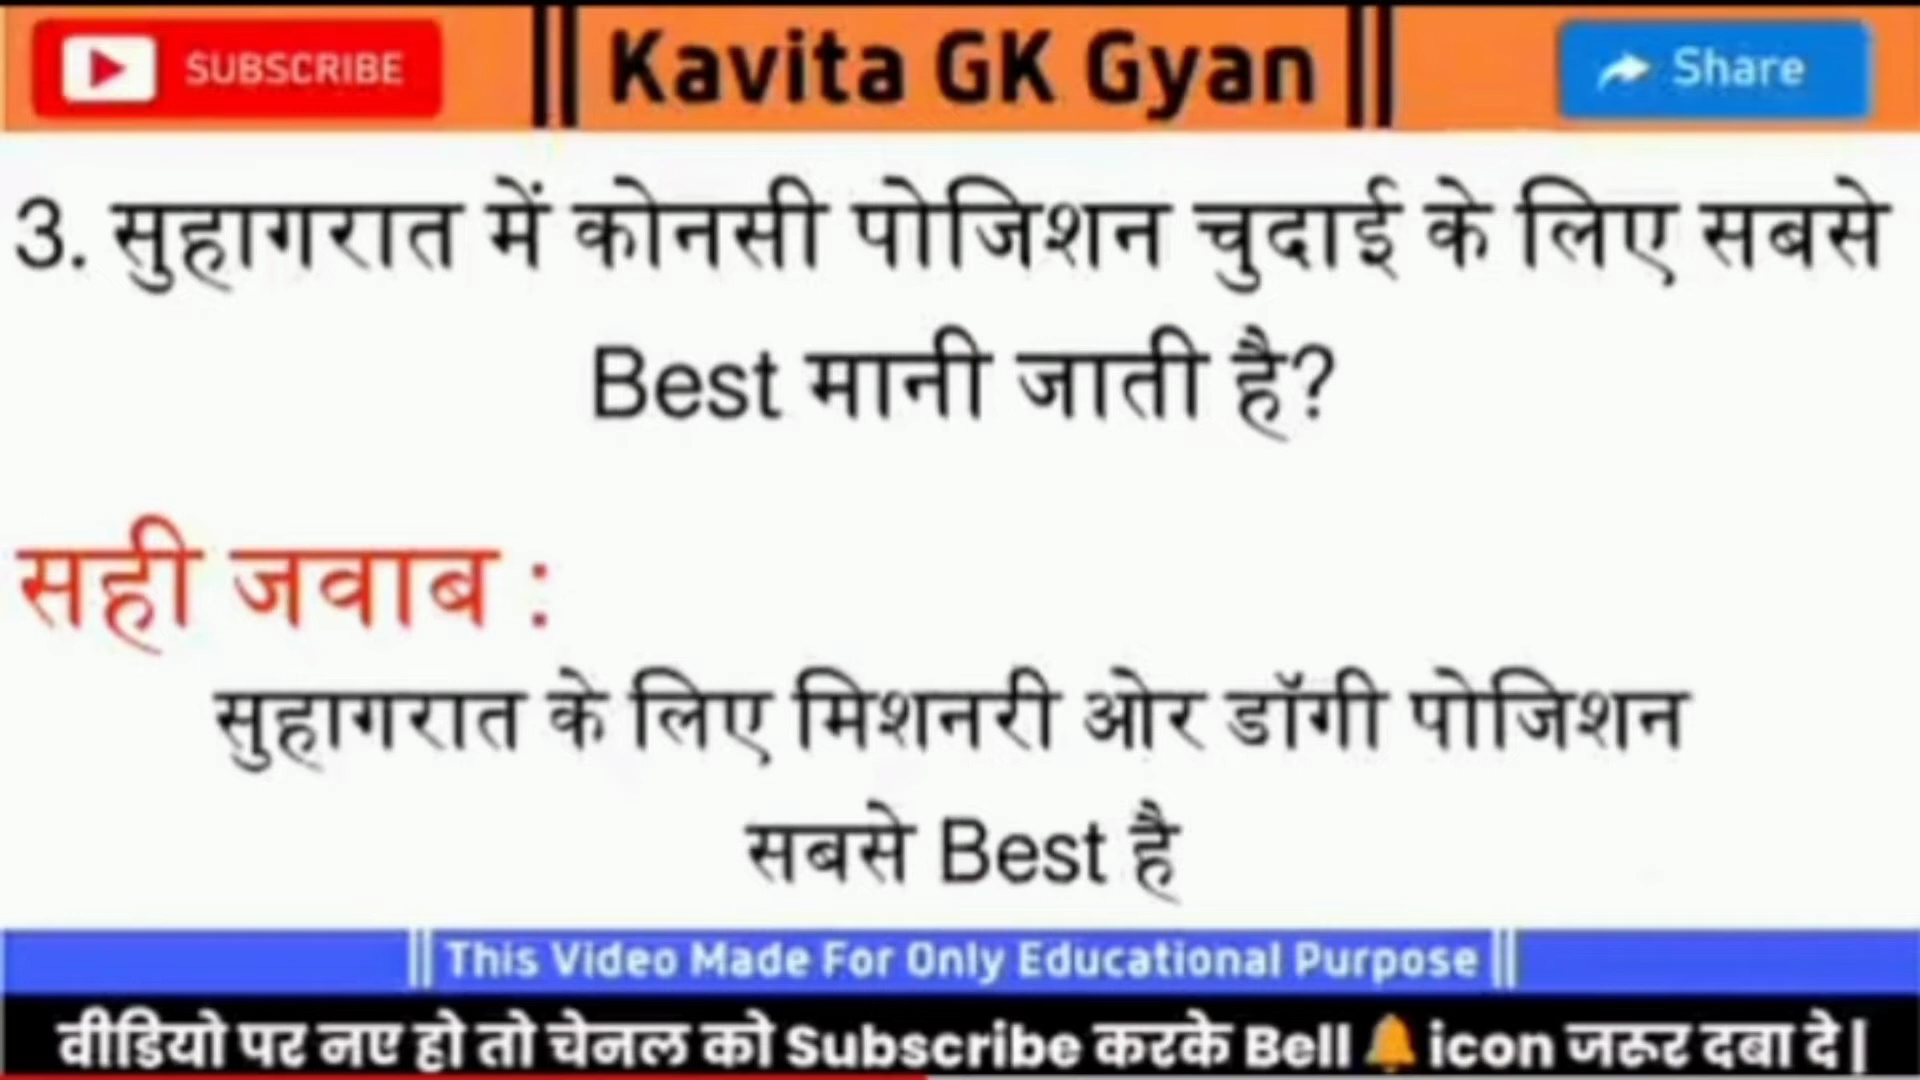 SUBSCRIBE || Kavita GK Gyan || Share
3. सुहागरात में कोनसी पोजिशन चुदाई के लिए सबसे
Best मानी जाती है?
सही जवाब :
सुहागरात के लिए मिशनरी ओर डॉगी पोजिशन
सबसे Best है
|| This Video Made For Only Educational Purpose ||
वीडियो पर नए हो तो चेनल को Subscribe करके Bell 🔔 icon जरूर दबा दे |